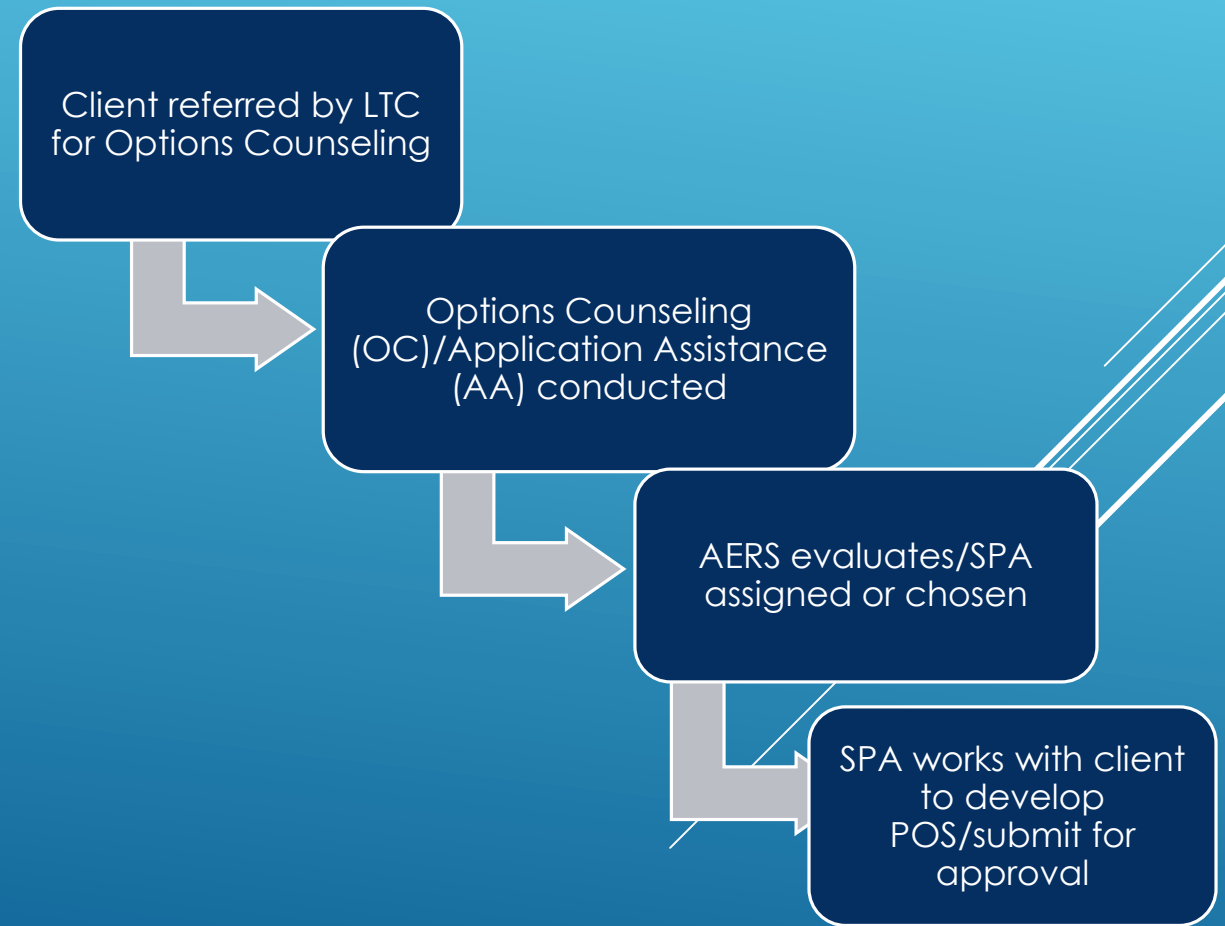 Client referred by LTC
for Options Counseling
Options Counseling
(OC)/Application Assistance
(AA) conducted
AERS evaluates/SPA
assigned or chosen
SPA works with client
to develop
POS/submit for
approval